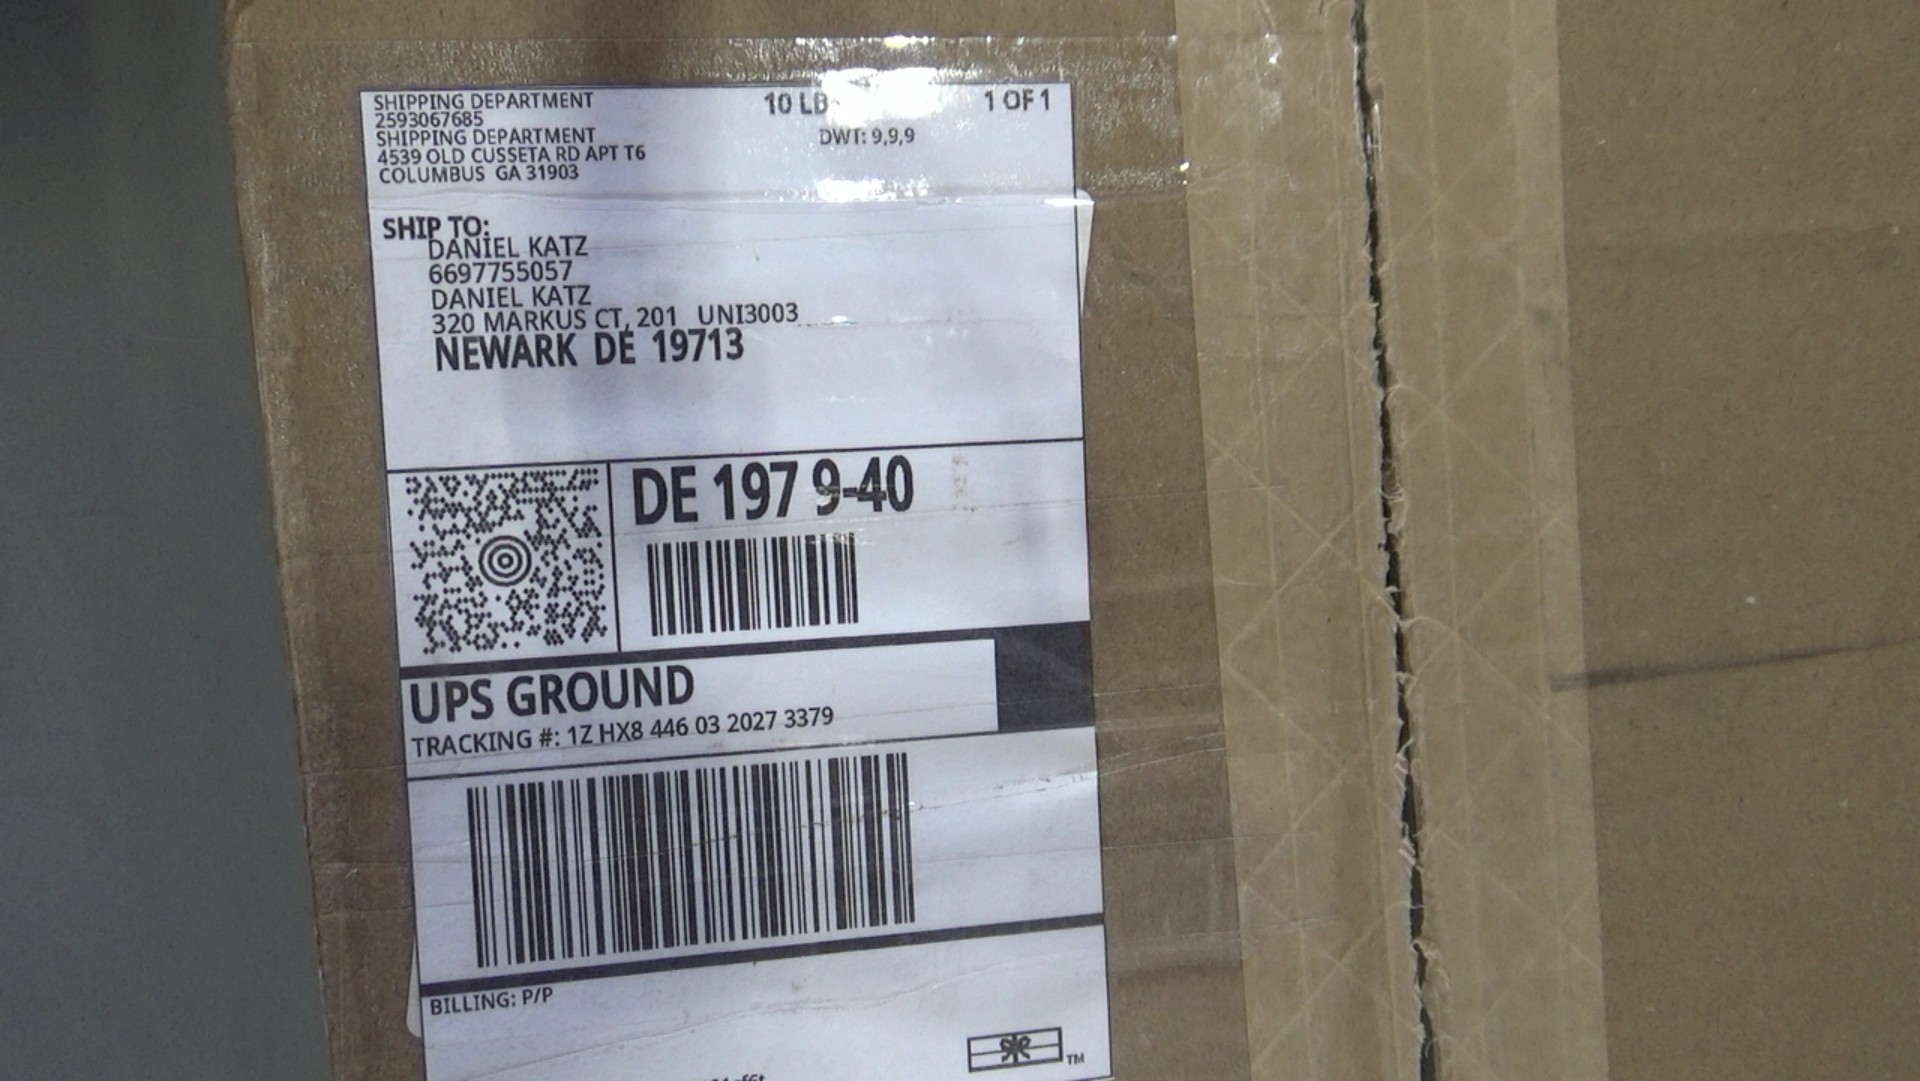 SHIPPING DEPARTMENT
2593067685
SHIPPING DEPARTMENT
4539 OLD CUSSETA RD APT T6
COLUMBUS GA 31903
10 LB
1 OF 1
DWT: 9,9,9
SHIP TO:
DANIEL KATZ
6697755057
DANIEL KATZ
320 MARKUS CT, 201 UNI3003
NEWARK DE 19713
DE 197 9-40
UPS GROUND
TRACKING #: 1Z HX8 446 03 2027 3379
BILLING: P/P
TM